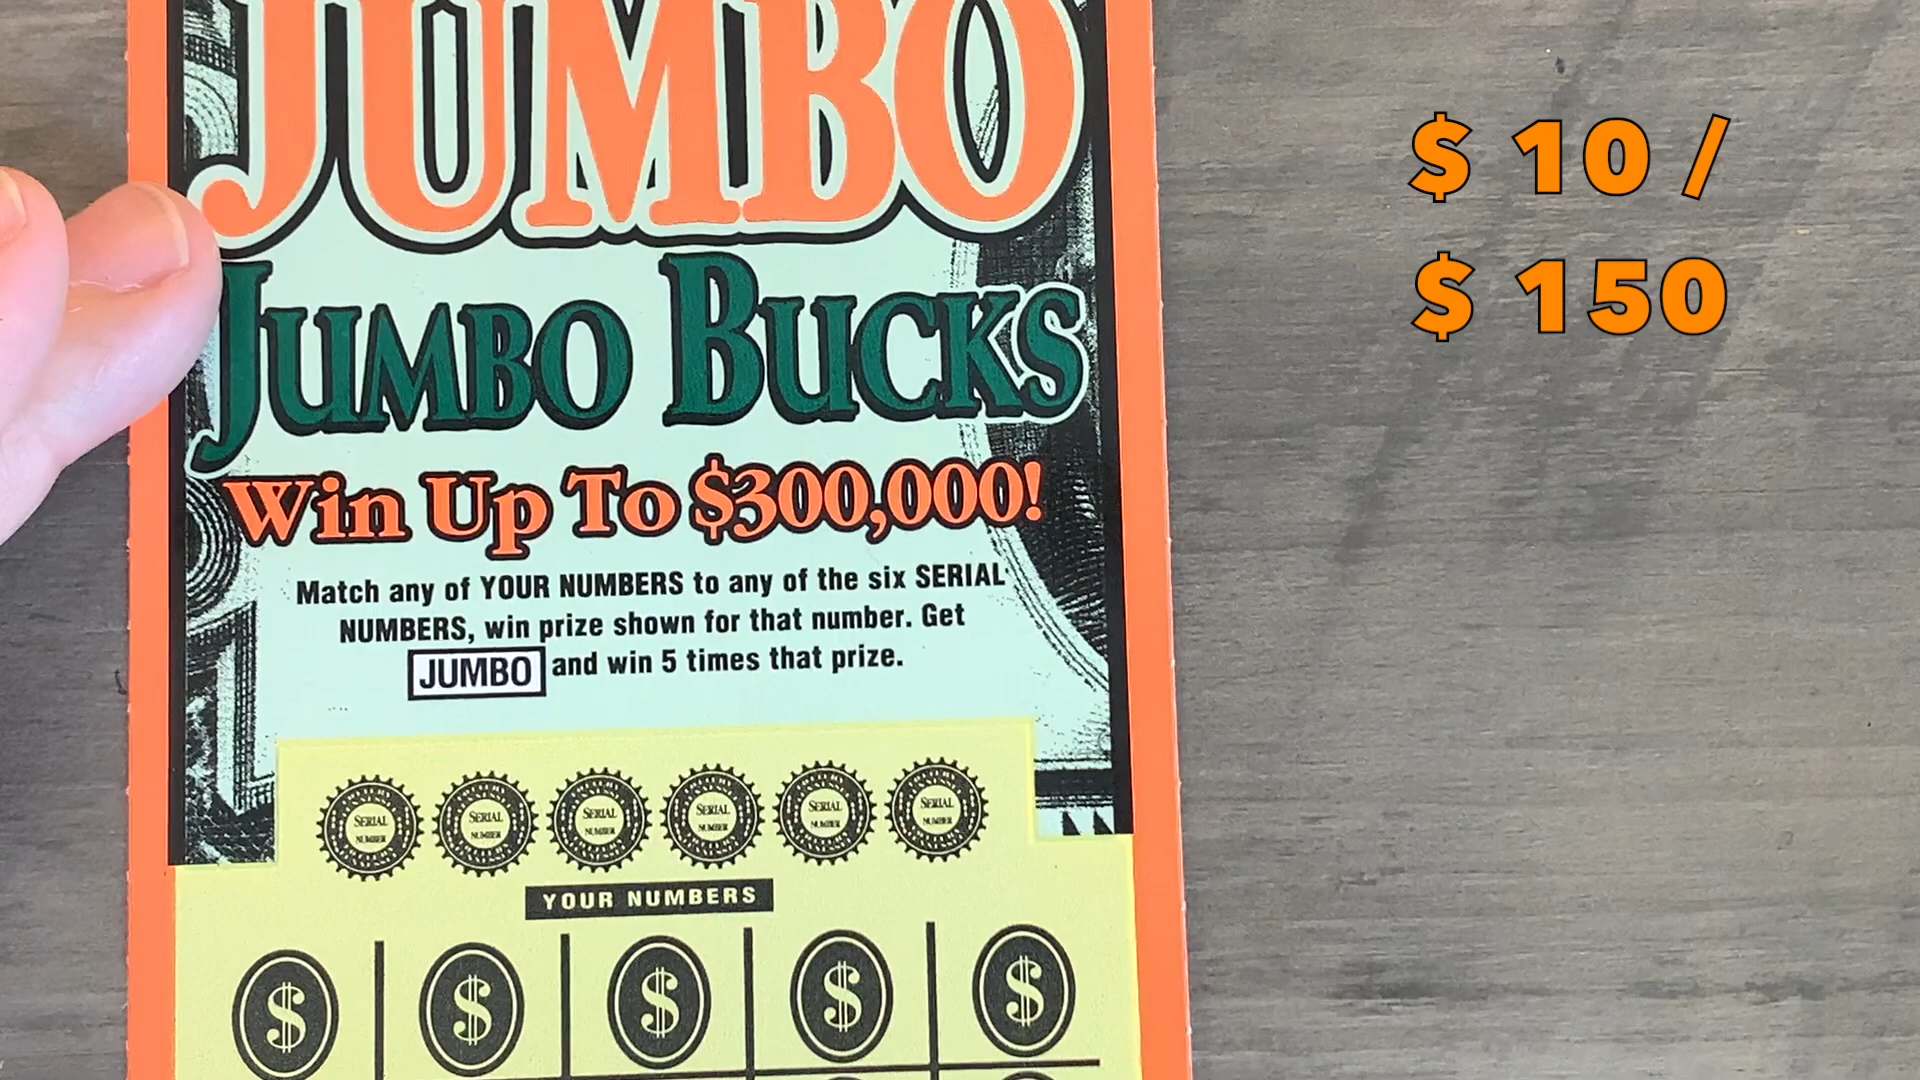 JUMBO
JUMBO BUCKS
Win Up To $300,000!
Match any of YOUR NUMBERS to any of the six SERIAL
NUMBERS, win prize shown for that number. Get
JUMBO and win 5 times that prize.
SERIAL NUMBER SERIAL NUMBER SERIAL NUMBER SERIAL NUMBER SERIAL NUMBER SERIAL NUMBER
YOUR NUMBERS
$ $ $ $ $
$ 10 /
$ 150